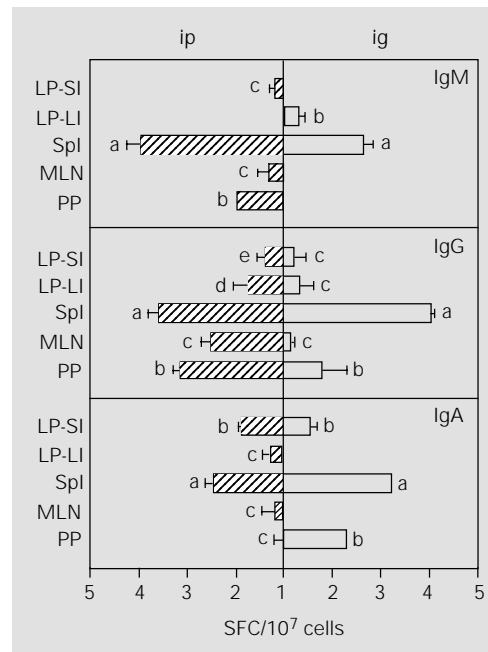 ip ig
IgM
LP-SI c
LP-LI b
Spl a a
MLN c
PP b
IgG
LP-SI e c
LP-LI d c
Spl a a
MLN c c
PP b b
IgA
LP-SI b b
LP-LI c
Spl a a
MLN c
PP c b
5 4 3 2 1 2 3 4 5
SFC/10⁷ cells